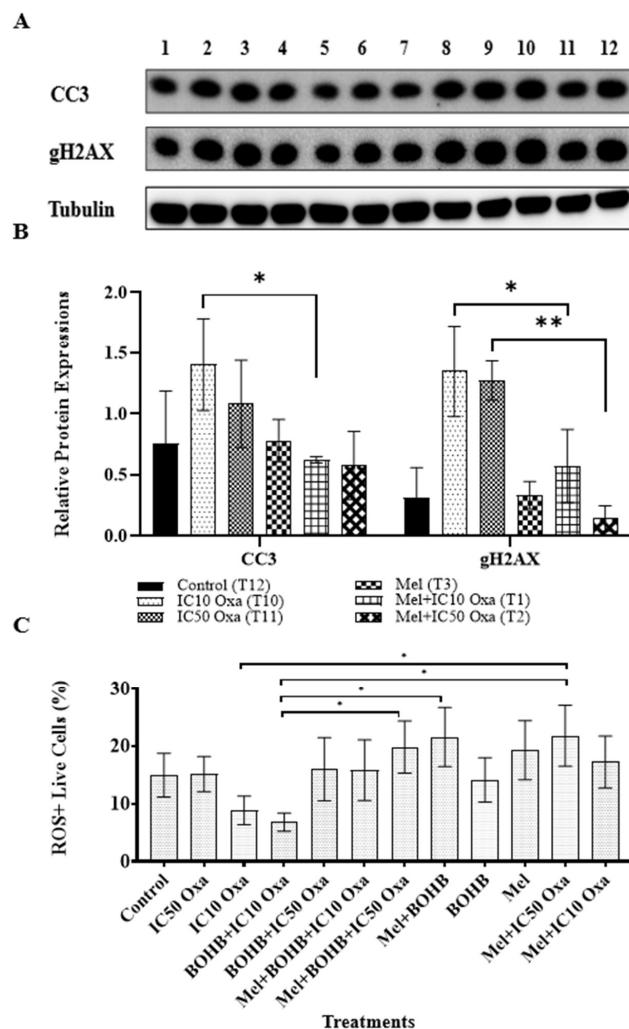 A
1 2 3 4 5 6 7 8 9 10 11 12
CC3
gH2AX
Tubulin
B
Relative Protein Expressions
2.0
1.5
1.0
0.5
0.0
*
*
**
CC3 gH2AX
Control (T12) Mel (T3)
IC10 Oxa (T10) Mel+IC10 Oxa (T1)
IC50 Oxa (T11) Mel+IC50 Oxa (T2)
C
ROS+ Live Cells (%)
30
20
10
0
*
*
*
*
Control
IC50 Oxa
IC10 Oxa
BOHB+IC10 Oxa
BOHB+IC50 Oxa
Mel+BOHB+IC10 Oxa
Mel+BOHB+IC50 Oxa
Mel+BOHB
BOHB
Mel
Mel+IC50 Oxa
Mel+IC10 Oxa
Treatments